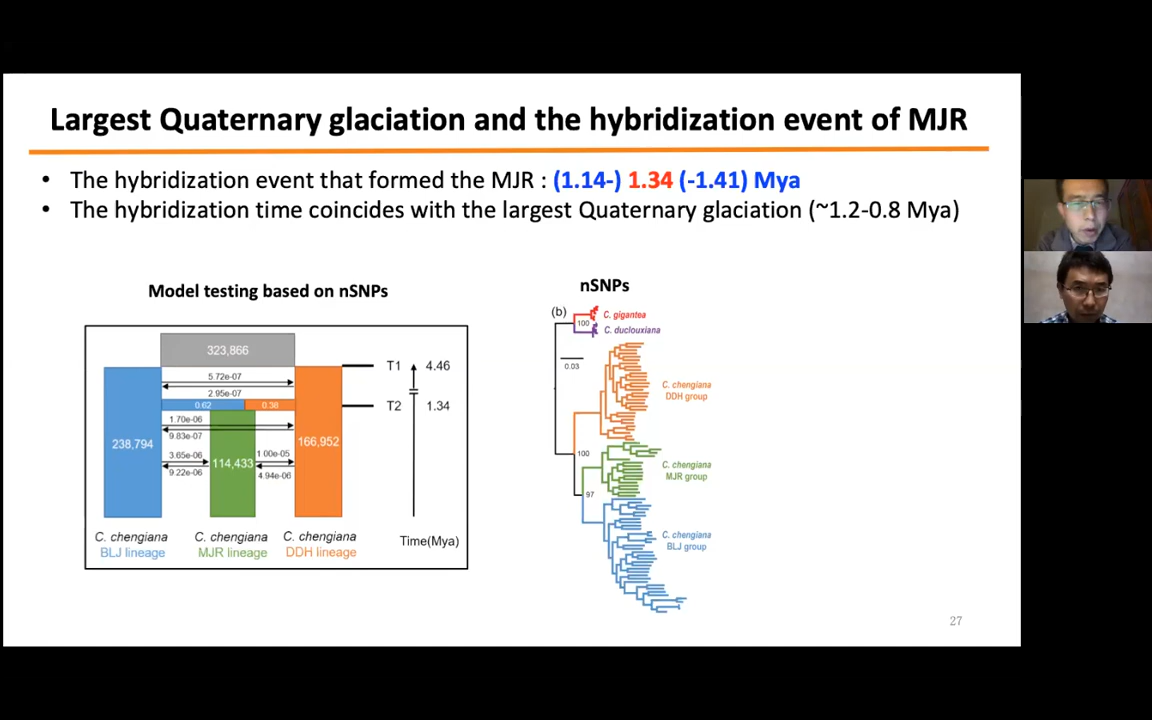 Largest Quaternary glaciation and the hybridization event of MJR
• The hybridization event that formed the MJR : (1.14-) 1.34 (-1.41) Mya
• The hybridization time coincides with the largest Quaternary glaciation (~1.2-0.8 Mya)
Model testing based on nSNPs
323,866
T1
4.46
5.72e-07
2.95e-07
0.62
0.38
T2
1.34
1.70e-06
9.83e-07
238,794
166,952
3.65e-06
1.00e-05
114,433
9.22e-06
4.94e-06
C. chengiana
BLJ lineage
C. chengiana
MJR lineage
C. chengiana
DDH lineage
Time(Mya)
nSNPs
(b)
C. gigantea
100
C. duclouxiana
0.03
C. chengiana
DDH group
100
C. chengiana
MJR group
97
C. chengiana
BLJ group
27